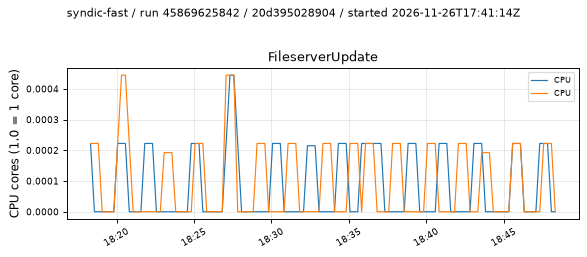 syndic-fast / run 45869625842 / 20d395028904 / started 2026-11-26T17:41:14Z
FileserverUpdate
CPU cores (1.0 = 1 core)
0.0004
0.0003
0.0002
0.0001
0.0000
CPU
CPU
18:20
18:25
18:30
18:35
18:40
18:45